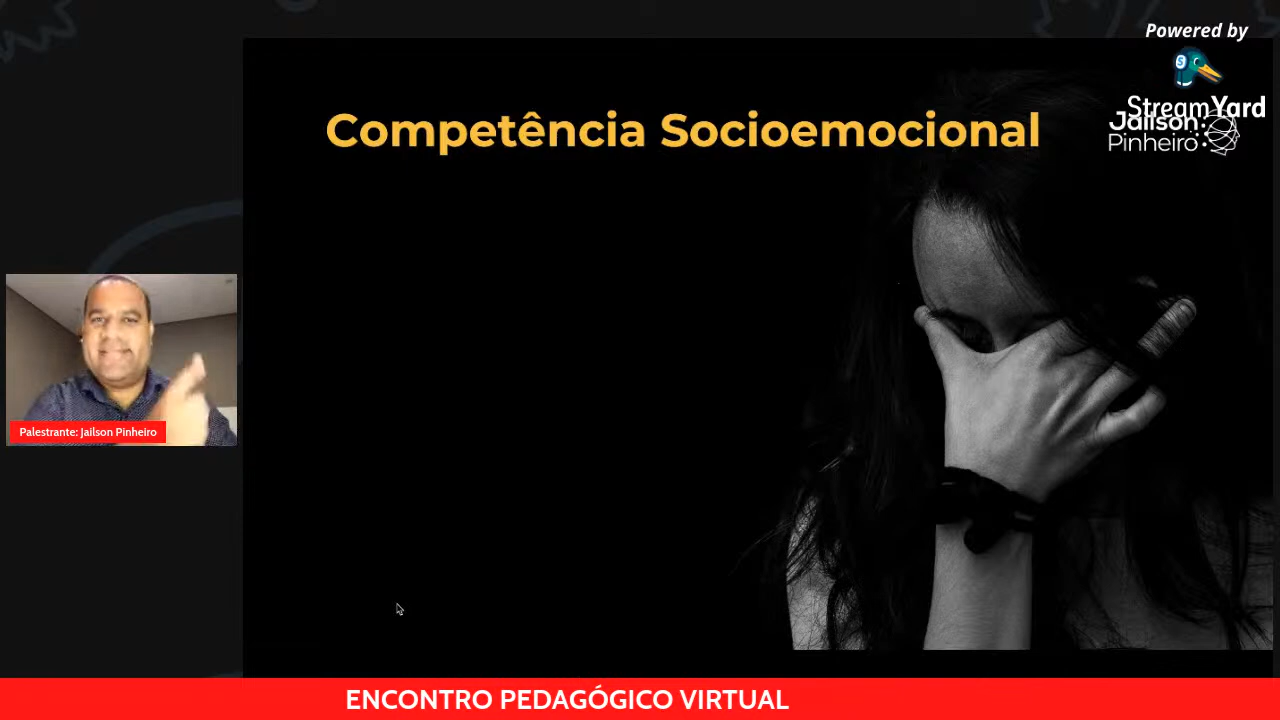 Powered by
StreamYard
Jailson
Pinheiro
Competência Socioemocional
Palestrante: Jailson Pinheiro
ENCONTRO PEDAGÓGICO VIRTUAL